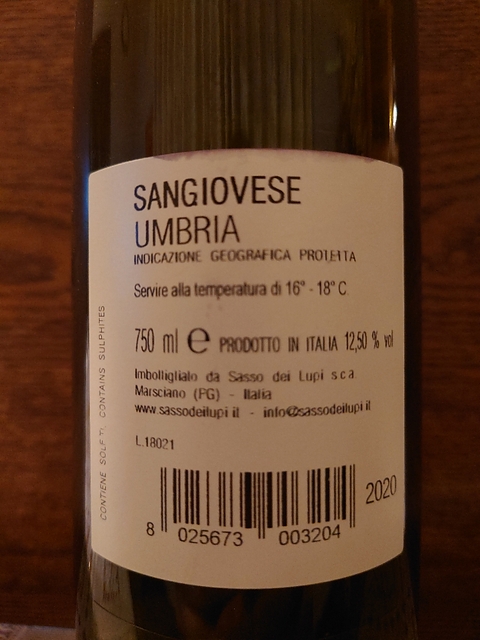 SANGIOVESE
UMBRIA
INDICAZIONE GEOGRAFICA PROTETTA
Servire alla temperatura di 16° - 18° C.
750 ml e PRODOTTO IN ITALIA 12,50 % vol
Imbottigliato da Sasso dei Lupi s c a
Marsciano (PG) - Italia
www.sassodeilupi.it - info@sassodeilupi.it
L.18021
CONTIENE SOLFITI CONTAINS SULPHITES
2020
8 025673 003204